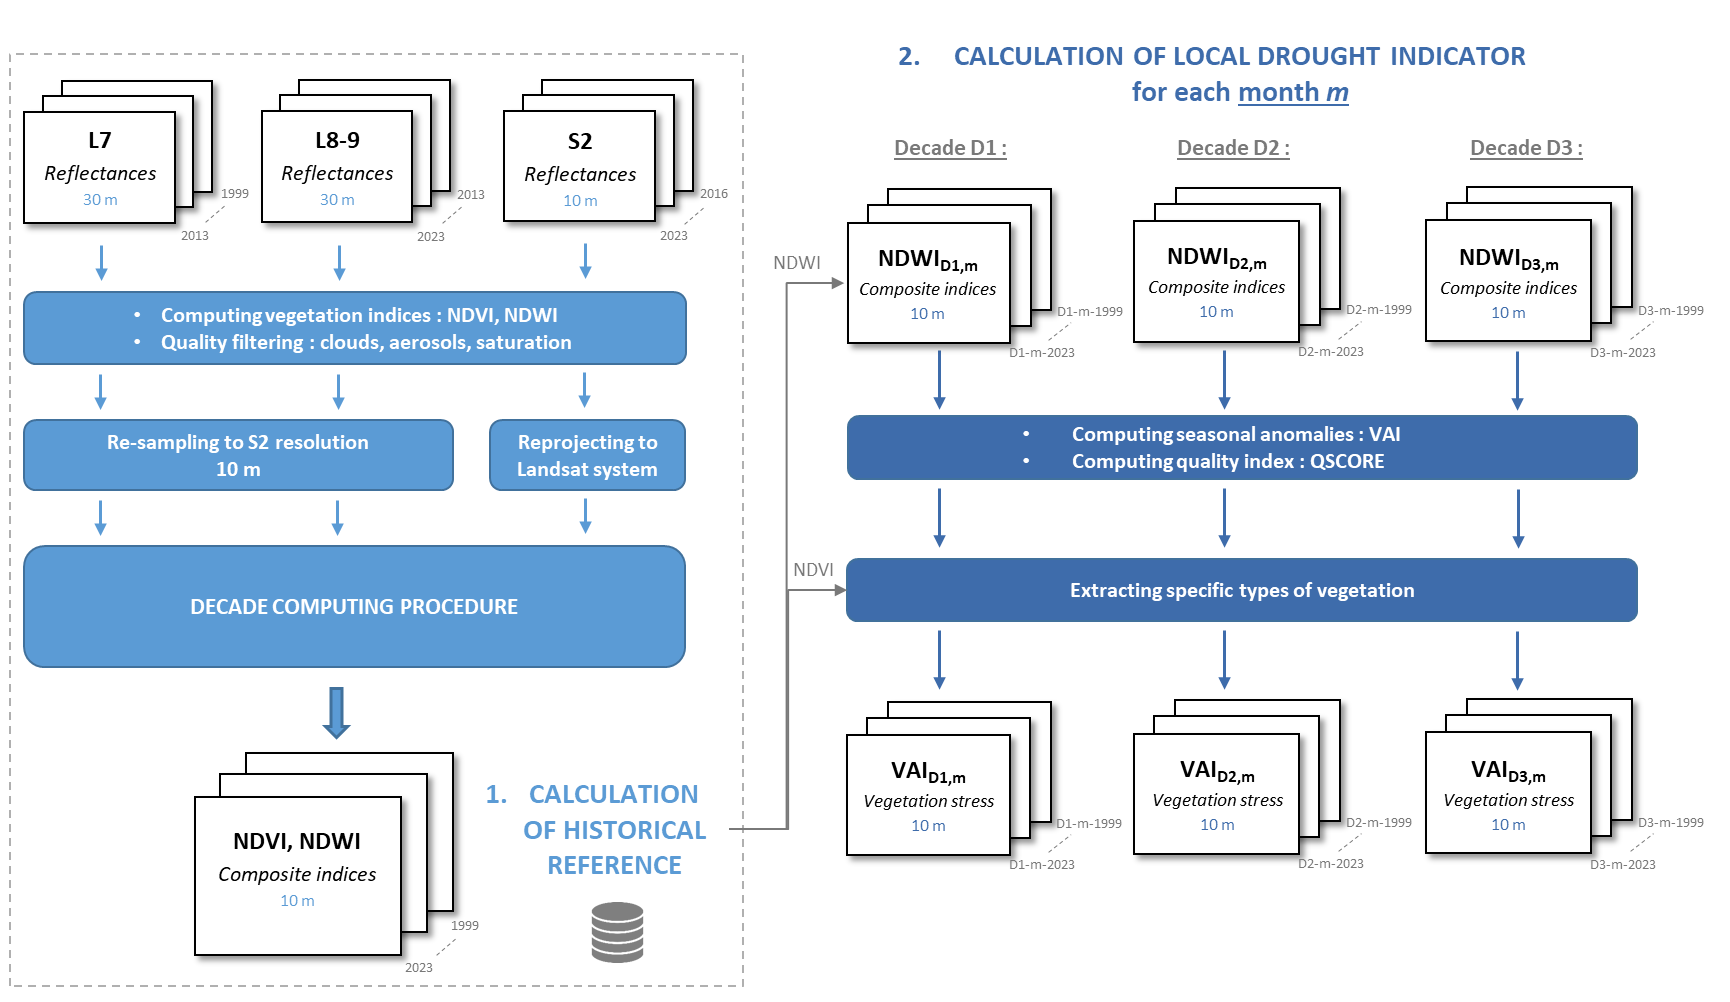 L7
Reflectances
30 m
1999
2013
L8-9
Reflectances
30 m
2013
2023
S2
Reflectances
10 m
2016
2023
• Computing vegetation indices : NDVI, NDWI
• Quality filtering : clouds, aerosols, saturation
Re-sampling to S2 resolution
10 m
Reprojecting to
Landsat system
DECADE COMPUTING PROCEDURE
NDVI, NDWI
Composite indices
10 m
1999
2023
1. CALCULATION
OF HISTORICAL
REFERENCE
2. CALCULATION OF LOCAL DROUGHT INDICATOR
for each month m
Decade D1 :
Decade D2 :
Decade D3 :
NDWI
NDWID1,m
Composite indices
10 m
D1-m-1999
D1-m-2023
NDWID2,m
Composite indices
10 m
D2-m-1999
D2-m-2023
NDWID3,m
Composite indices
10 m
D3-m-1999
D3-m-2023
• Computing seasonal anomalies : VAI
• Computing quality index : QSCORE
NDVI
Extracting specific types of vegetation
VAID1,m
Vegetation stress
10 m
D1-m-1999
D1-m-2023
VAID2,m
Vegetation stress
10 m
D2-m-1999
D2-m-2023
VAID3,m
Vegetation stress
10 m
D3-m-1999
D3-m-2023